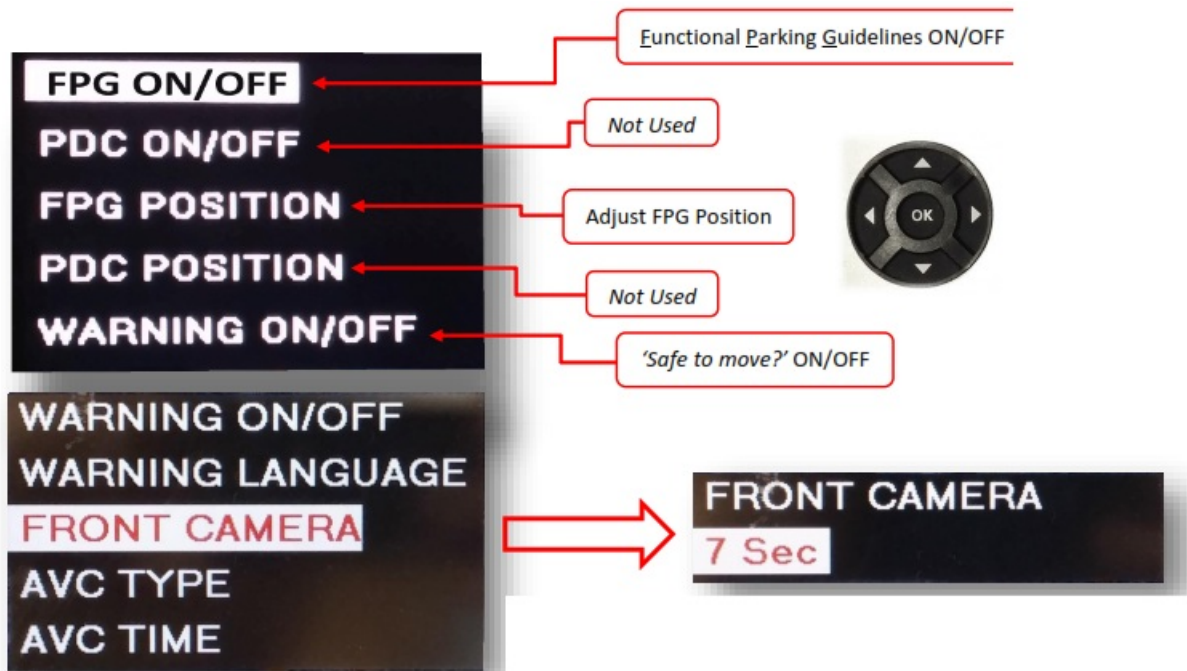 Functional Parking Guidelines ON/OFF
FPG ON/OFF
Not Used
PDC ON/OFF
FPG POSITION
Adjust FPG Position
OK
PDC POSITION
Not Used
WARNING ON/OFF
'Safe to move?' ON/OFF
WARNING ON/OFF
WARNING LANGUAGE
FRONT CAMERA
AVC TYPE
AVC TIME
FRONT CAMERA
7 Sec